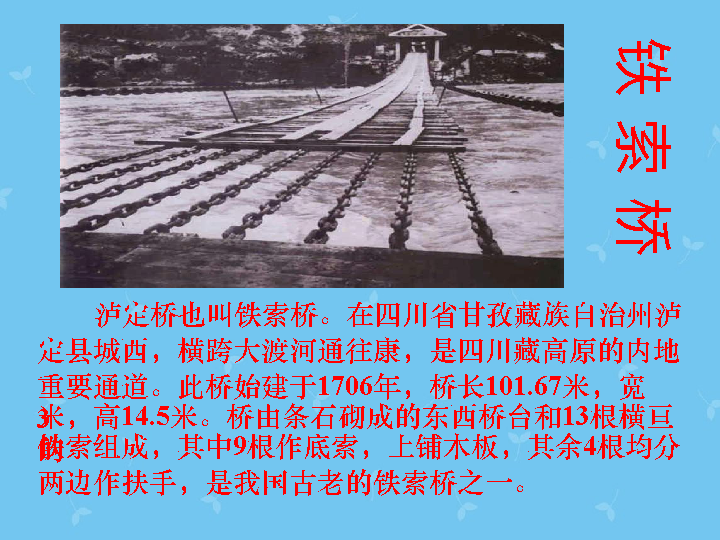 铁索桥
泸定桥也叫铁索桥。在四川省甘孜藏族自治州泸
定县城西，横跨大渡河通往康，是四川藏高原的内地
重要通道。此桥始建于1706年，桥长101.67米，宽
3
米，高14.5米。桥由条石砌成的东西桥台和13根横亘
的
铁索组成，其中9根作底索，上铺木板，其余4根均分
两边作扶手，是我国古老的铁索桥之一。